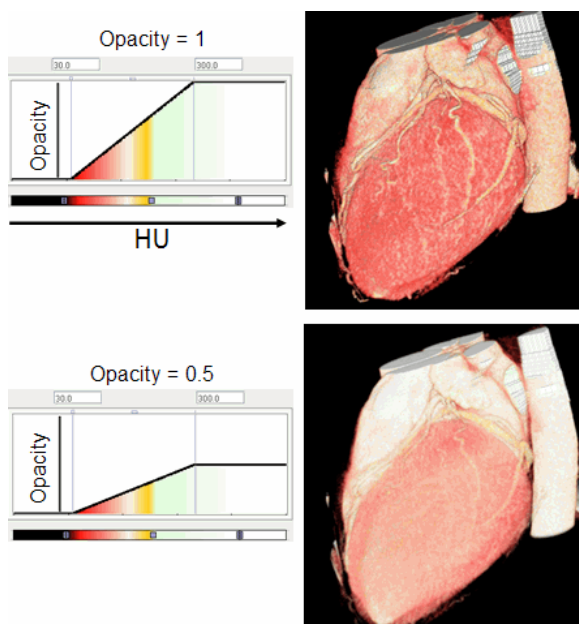 Opacity = 1
30.0 300.0
Opacity
HU
Opacity = 0.5
30.0 300.0
Opacity